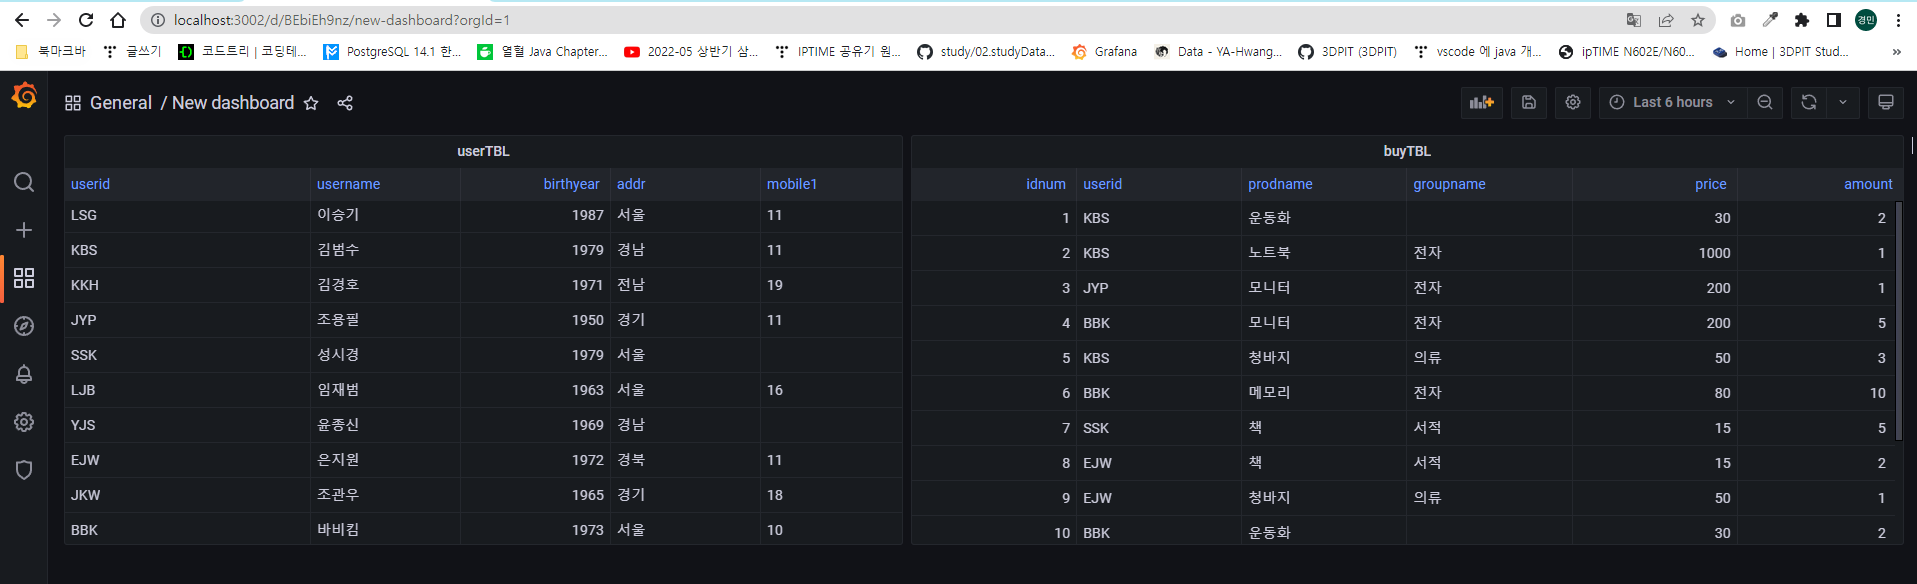 localhost:3002/d/BEbiEh9nz/new-dashboard?orgId=1
경민
북마크바 글쓰기 코드트리 | 코딩테... PostgreSQL 14.1 한... 열혈 Java Chapter... 2022-05 상반기 삼... IPTIME 공유기 원... study/02.studyData... Grafana Data - YA-Hwang... 3DPIT (3DPIT) vscode 에 java 개... ipTIME N602E/N60... Home | 3DPIT Stud... »
General / New dashboard
Last 6 hours
userTBL
userid username birthyear addr mobile1
LSG 이승기 1987 서울 11
KBS 김범수 1979 경남 11
KKH 김경호 1971 전남 19
JYP 조용필 1950 경기 11
SSK 성시경 1979 서울
LJB 임재범 1963 서울 16
YJS 윤종신 1969 경남
EJW 은지원 1972 경북 11
JKW 조관우 1965 경기 18
BBK 바비킴 1973 서울 10
buyTBL
idnum userid prodname groupname price amount
1 KBS 운동화 30 2
2 KBS 노트북 전자 1000 1
3 JYP 모니터 전자 200 1
4 BBK 모니터 전자 200 5
5 KBS 청바지 의류 50 3
6 BBK 메모리 전자 80 10
7 SSK 책 서적 15 5
8 EJW 책 서적 15 2
9 EJW 청바지 의류 50 1
10 BBK 운동화 30 2